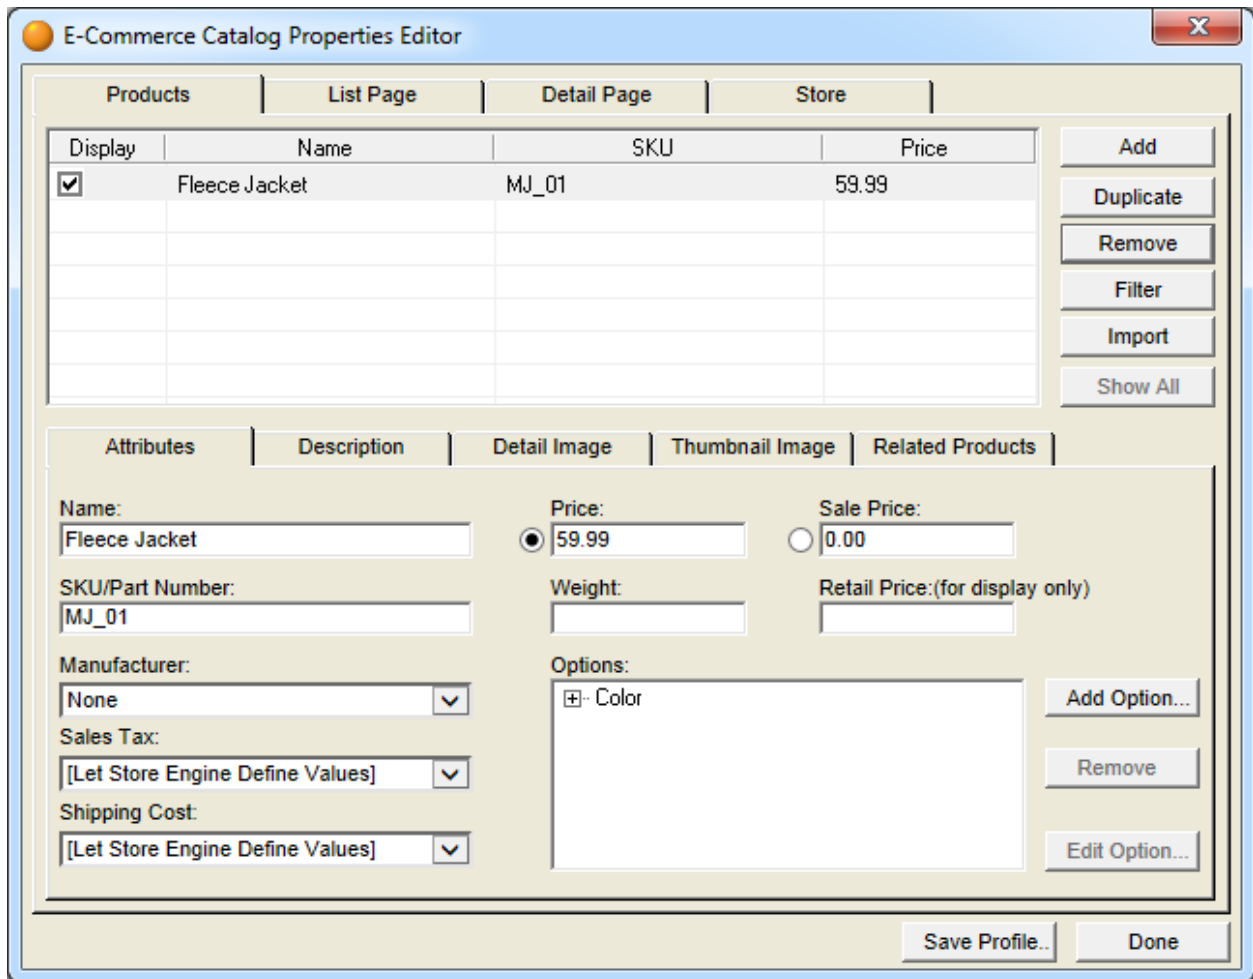 E-Commerce Catalog Properties Editor
Products List Page Detail Page Store
Display Name SKU Price
Fleece Jacket MJ_01 59.99
Add
Duplicate
Remove
Filter
Import
Show All
Attributes Description Detail Image Thumbnail Image Related Products
Name: Price: Sale Price:
Fleece Jacket 59.99 0.00
SKU/Part Number: Weight: Retail Price:(for display only)
MJ_01
Manufacturer: Options:
None Color Add Option...
Sales Tax:
[Let Store Engine Define Values] Remove
Shipping Cost:
[Let Store Engine Define Values] Edit Option...
Save Profile.. Done